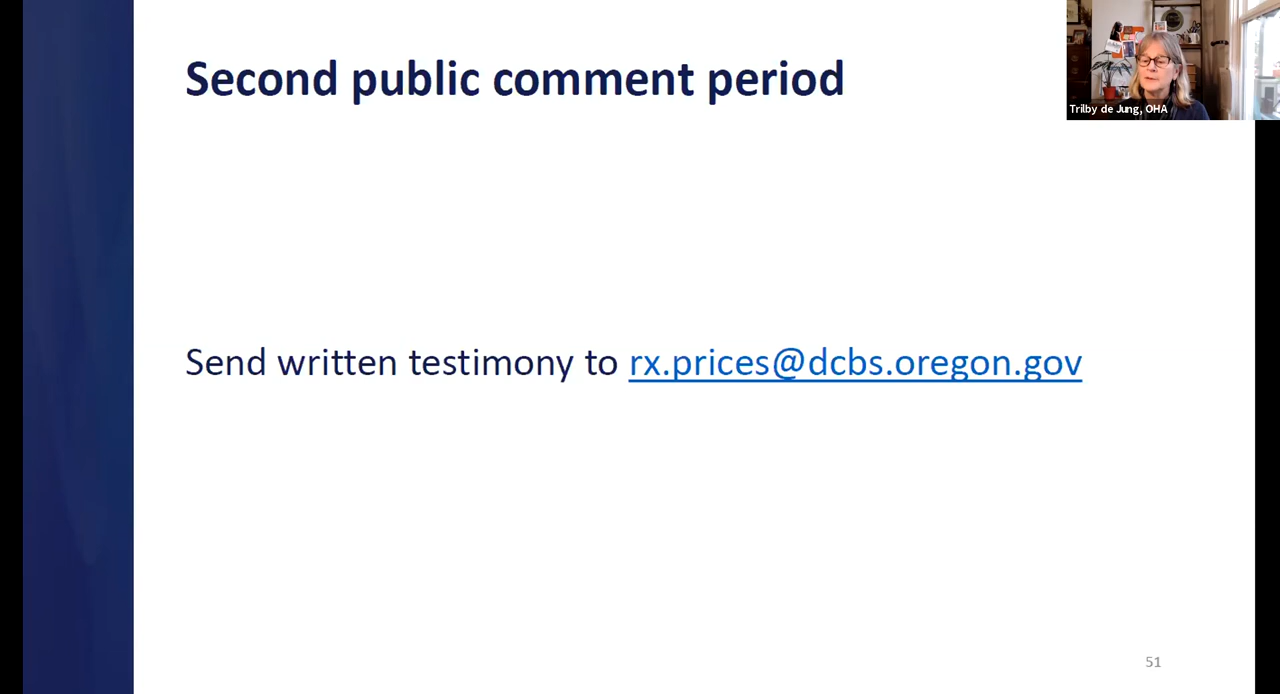 Second public comment period
Trilby de Jung, OHA
Send written testimony to rx.prices@dcbs.oregon.gov
51